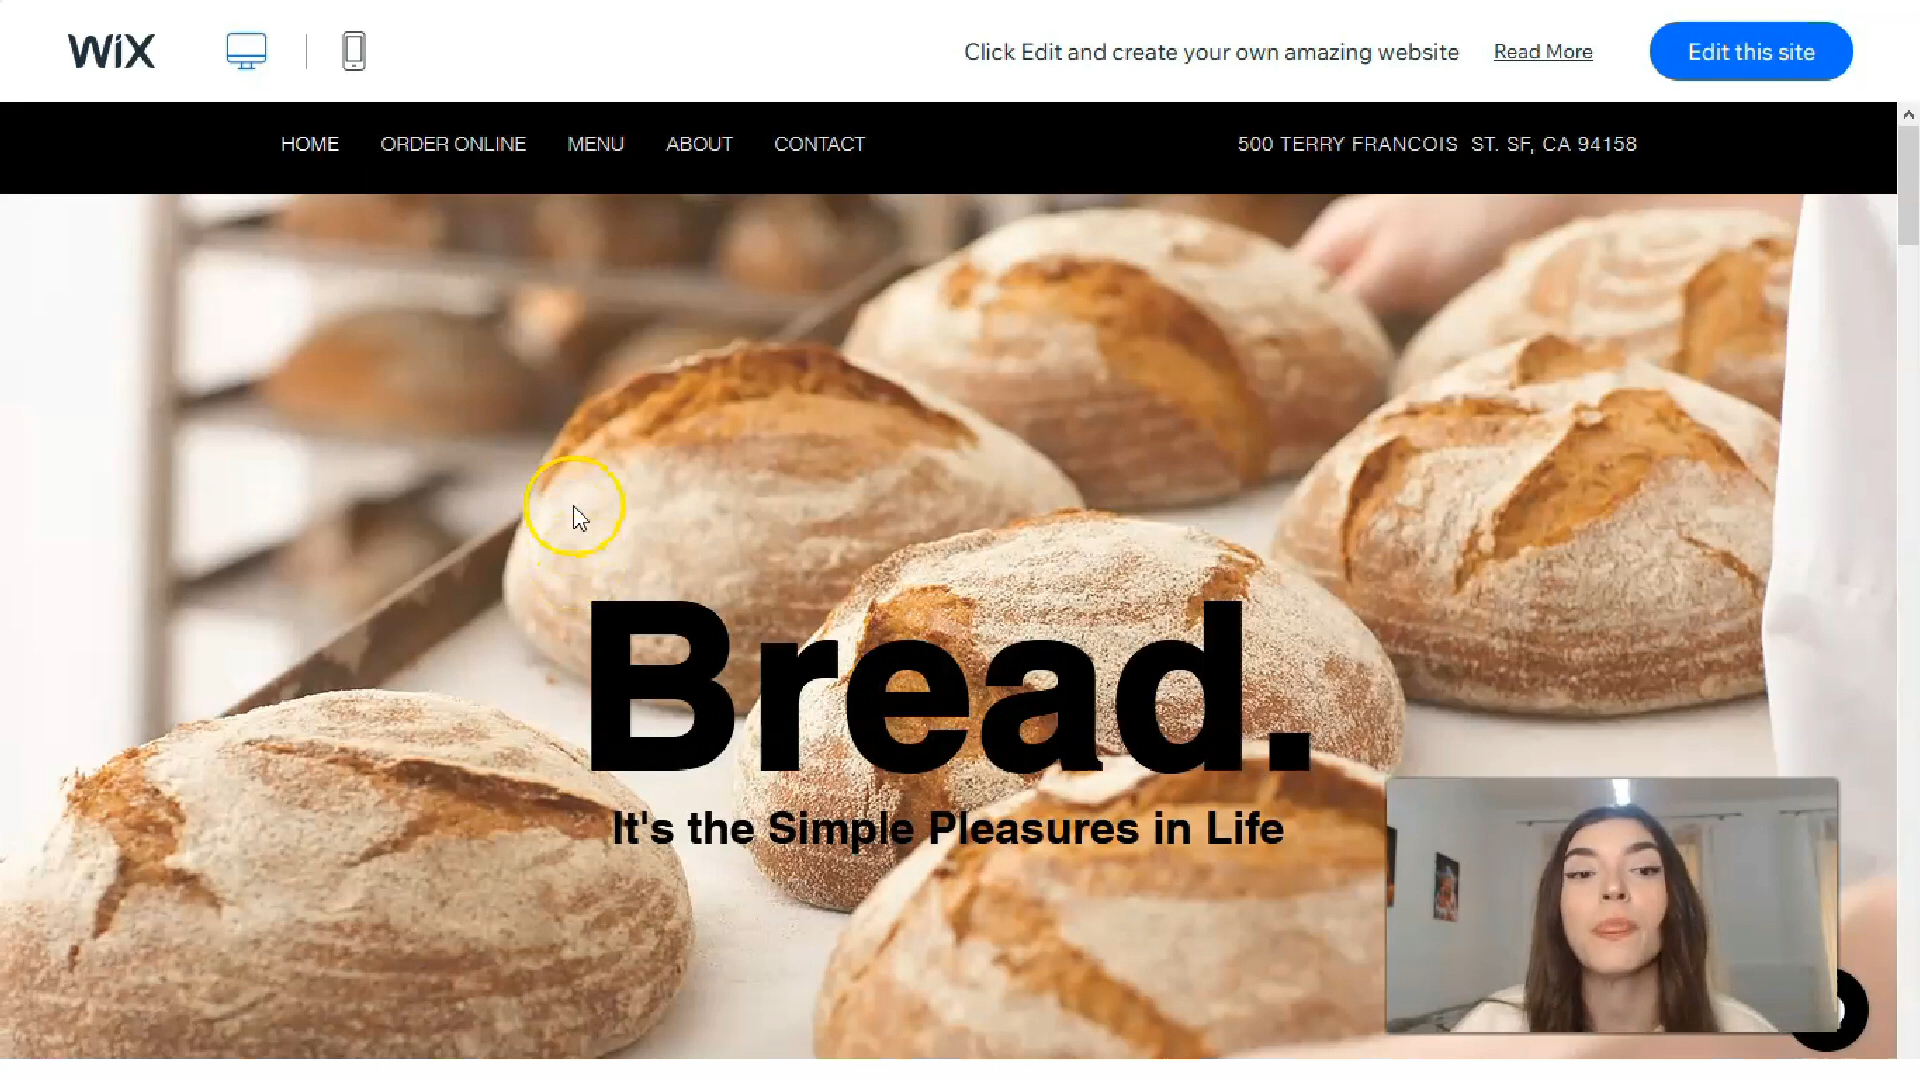 WiX
Click Edit and create your own amazing website
Read More
Edit this site
HOME
ORDER ONLINE
MENU
ABOUT
CONTACT
500 TERRY FRANCOIS ST. SF, CA 94158
Bread.
It's the Simple Pleasures in Life